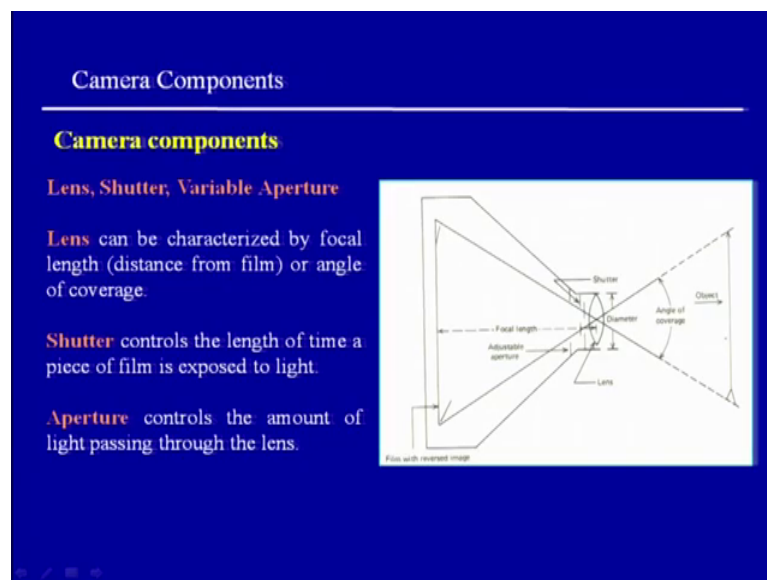 Camera Components
Camera components
Lens, Shutter, Variable Aperture
Lens can be characterized by focal
length (distance from film) or angle
of coverage.
Shutter controls the length of time a
piece of film is exposed to light.
Aperture controls the amount of
light passing through the lens.
Shutter
Object
Angle of
coverage
Diameter
Focal length
Adjustable
aperture
Lens
Film with reversed image